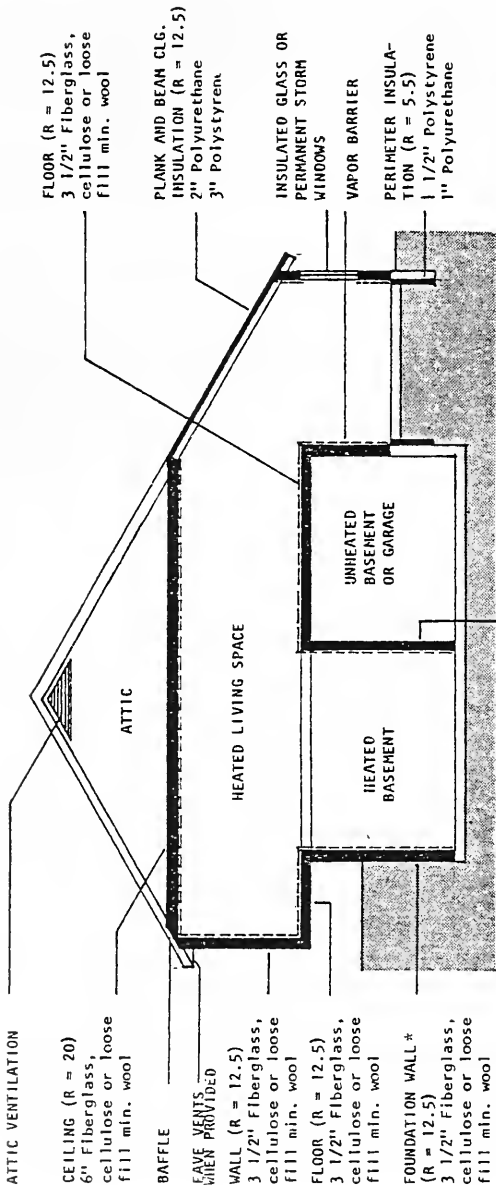 ATTIC VENTILATION
CEILING (R = 20)
6" Fiberglass,
cellulose or loose
fill min. wool
BAFFLE
EAVE VENTS
WHEN PROVIDED
WALL (R = 12.5)
3 1/2" Fiberglass,
cellulose or loose
fill min. wool
FLOOR (R = 12.5)
3 1/2" Fiberglass,
cellulose or loose
fill min. wool
FOUNDATION WALL*
(R = 12.5)
3 1/2" Fiberglass,
cellulose or loose
fill min. wool
ATTIC
HEATED LIVING SPACE
HEATED
BASEMENT
UNHEATED
BASEMENT
OR GARAGE
FLOOR (R = 12.5)
3 1/2" Fiberglass,
cellulose or loose
fill min. wool
PLANK AND BEAM CLG.
INSULATION (R = 12.5)
2" Polyurethane
3" Polystyrene
INSULATED GLASS OR
PERMANENT STORM
WINDOWS
VAPOR BARRIER
PERIMETER INSULA-
TION (R = 5.5)
1 1/2" Polystyrene
1" Polyurethane